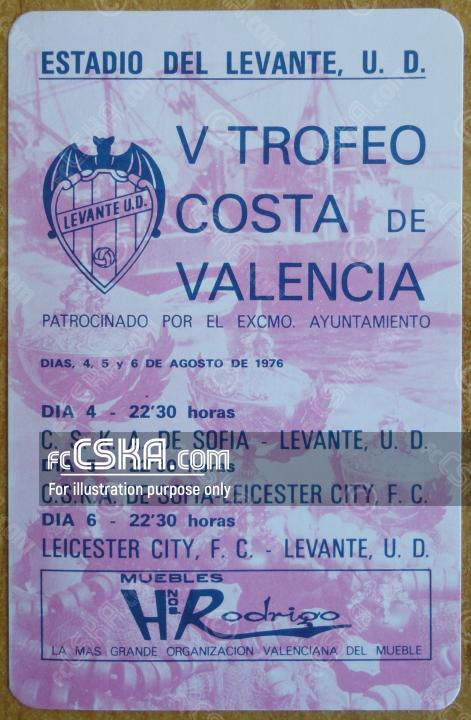 ESTADIO DEL LEVANTE, U. D.
LEVANTE U.D.
V TROFEO
COSTA DE
VALENCIA
PATROCINADO POR EL EXCMO. AYUNTAMIENTO
DIAS, 4, 5 y 6 DE AGOSTO DE 1976
DIA 4 - 22'30 horas
C. S. K. A. DE SOFIA - LEVANTE, U. D.
fcCSKA.com
For illustration purpose only
C.S.K.A. DE SOFIA-LEICESTER CITY, F. C.
DIA 6 - 22'30 horas
LEICESTER CITY, F. C. - LEVANTE, U. D.
MUEBLES
Hnos Rodrigo
LA MAS GRANDE ORGANIZACION VALENCIANA DEL MUEBLE